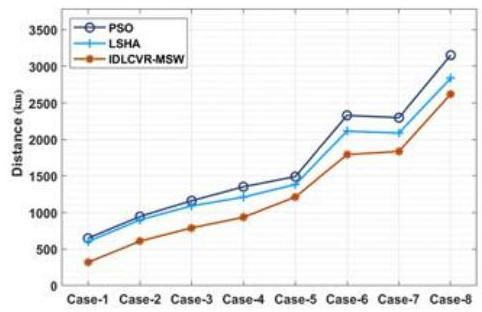 PSO
LSHA
IDLCVR-MSW
Distance (km)
3500
3000
2500
2000
1500
1000
500
0
Case-1 Case-2 Case-3 Case-4 Case-5 Case-6 Case-7 Case-8